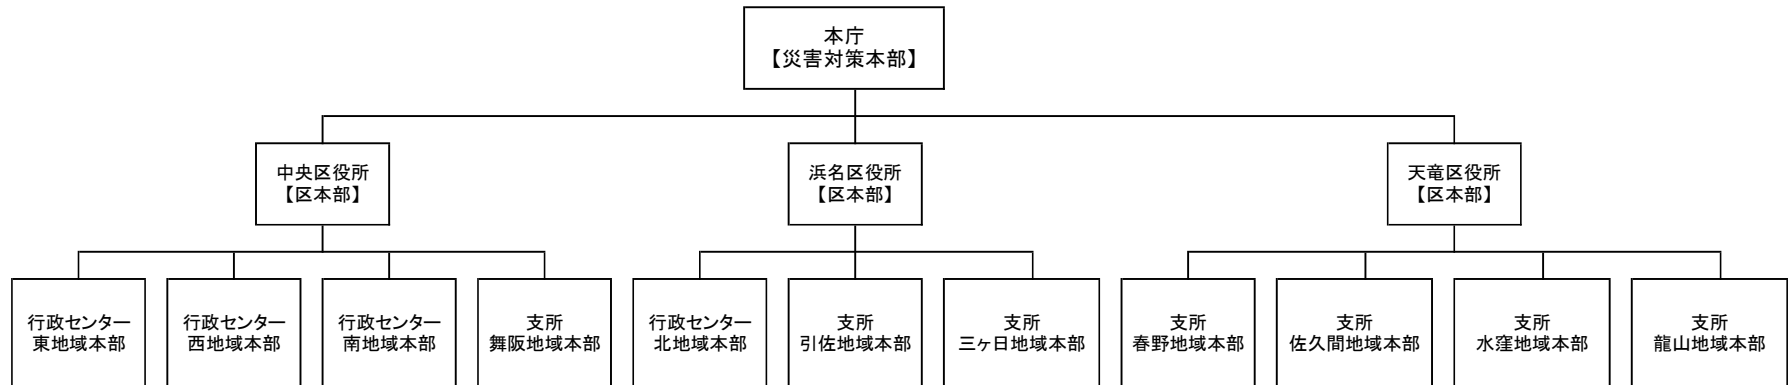 本庁
【災害対策本部】
中央区役所
【区本部】
浜名区役所
【区本部】
天竜区役所
【区本部】
行政センター
東地域本部
行政センター
西地域本部
行政センター
南地域本部
支所
舞阪地域本部
行政センター
北地域本部
支所
引佐地域本部
支所
三ヶ日地域本部
支所
春野地域本部
支所
佐久間地域本部
支所
水窪地域本部
支所
龍山地域本部